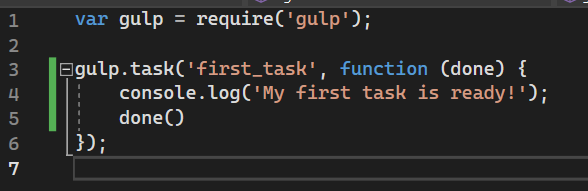 1 var gulp = require('gulp');
2
3 gulp.task('first_task', function (done) {
4 console.log('My first task is ready!');
5 done()
6 });
7